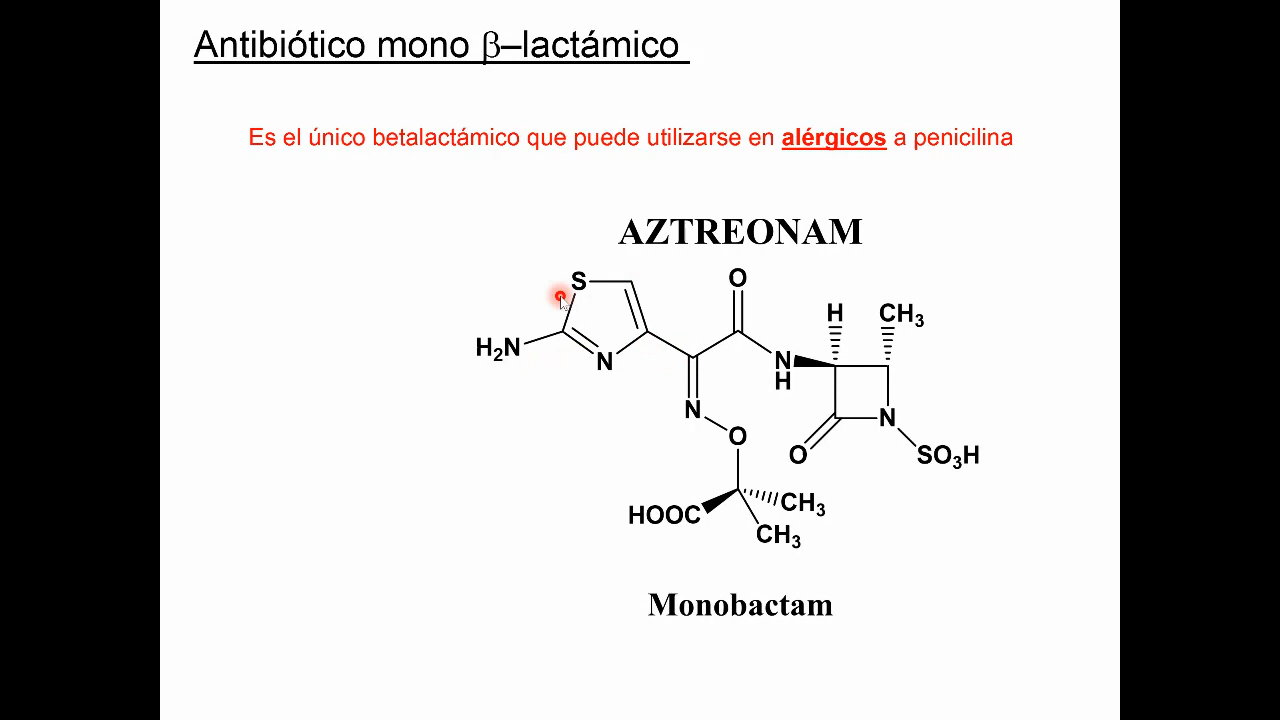 Antibiótico mono β–lactámico
Es el único betalactámico que puede utilizarse en alérgicos a penicilina
AZTREONAM
S
O
H
CH3
H2N
N
N
H
N
O
N
O
SO3H
HOOC
CH3
CH3
Monobactam